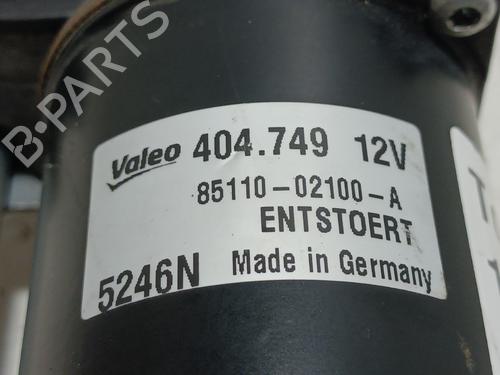 B-PARTS
Valeo 404.749 12V
85110-02100-A
ENTSTOERT
5246N Made in Germany